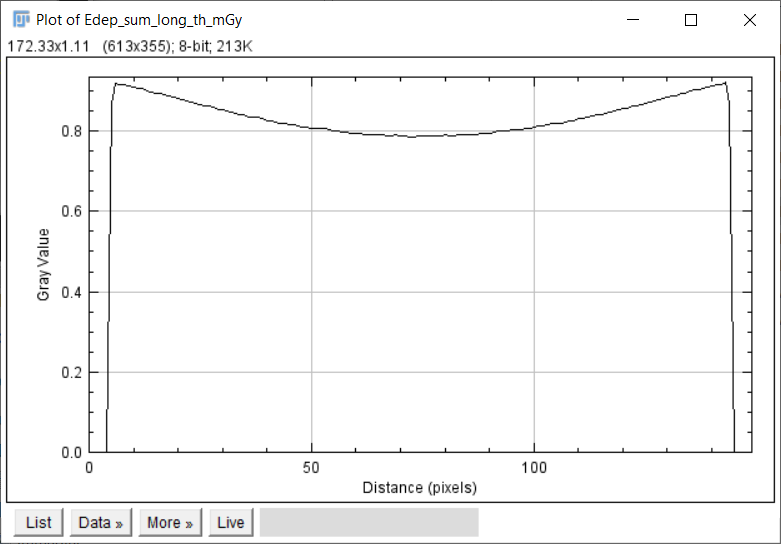 Plot of Edep_sum_long_th_mGy
172.33x1.11 (613x355); 8-bit; 213K
0.8
0.6
0.4
0.2
0.0
Gray Value
0 50 100
Distance (pixels)
List Data » More » Live